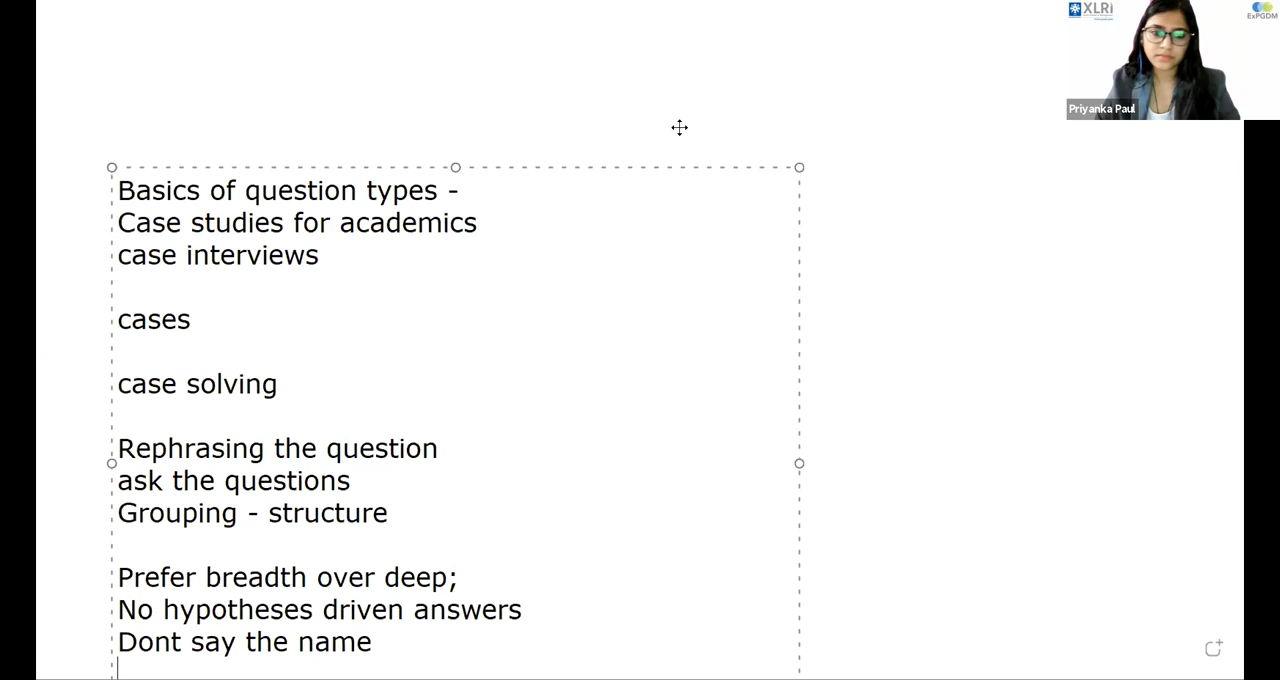 XLRI
ExPGDM
Priyanka Paul
Basics of question types -
Case studies for academics
case interviews
cases
case solving
Rephrasing the question
ask the questions
Grouping - structure
Prefer breadth over deep;
No hypotheses driven answers
Dont say the name